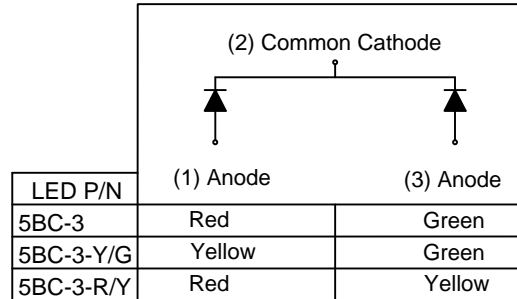 (2) Common Cathode
(1) Anode (3) Anode
LED P/N
5BC-3 Red Green
5BC-3-Y/G Yellow Green
5BC-3-R/Y Red Yellow